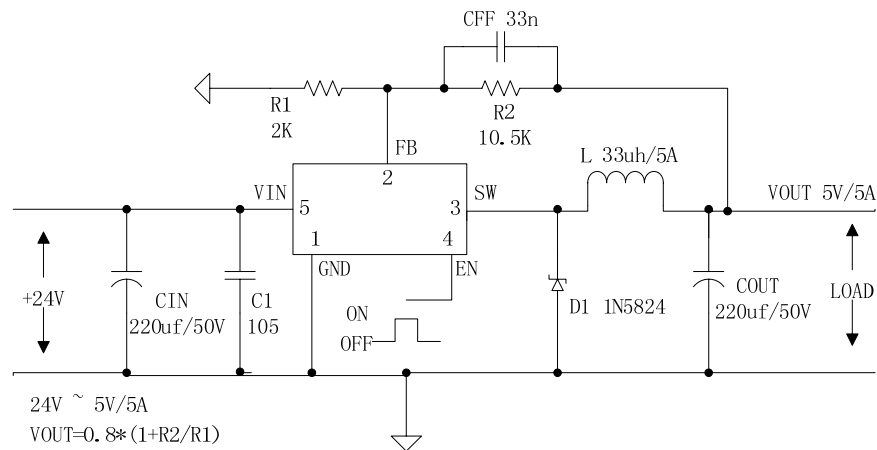 CFF 33n
R1
2K
R2
10.5K
FB
L 33uh/5A
VIN
2
SW
VOUT 5V/5A
5
3
1
4
GND
EN
+24V
CIN
220uf/50V
C1
105
ON
OFF
D1 1N5824
COUT
220uf/50V
LOAD
24V ~ 5V/5A
VOUT=0.8*(1+R2/R1)